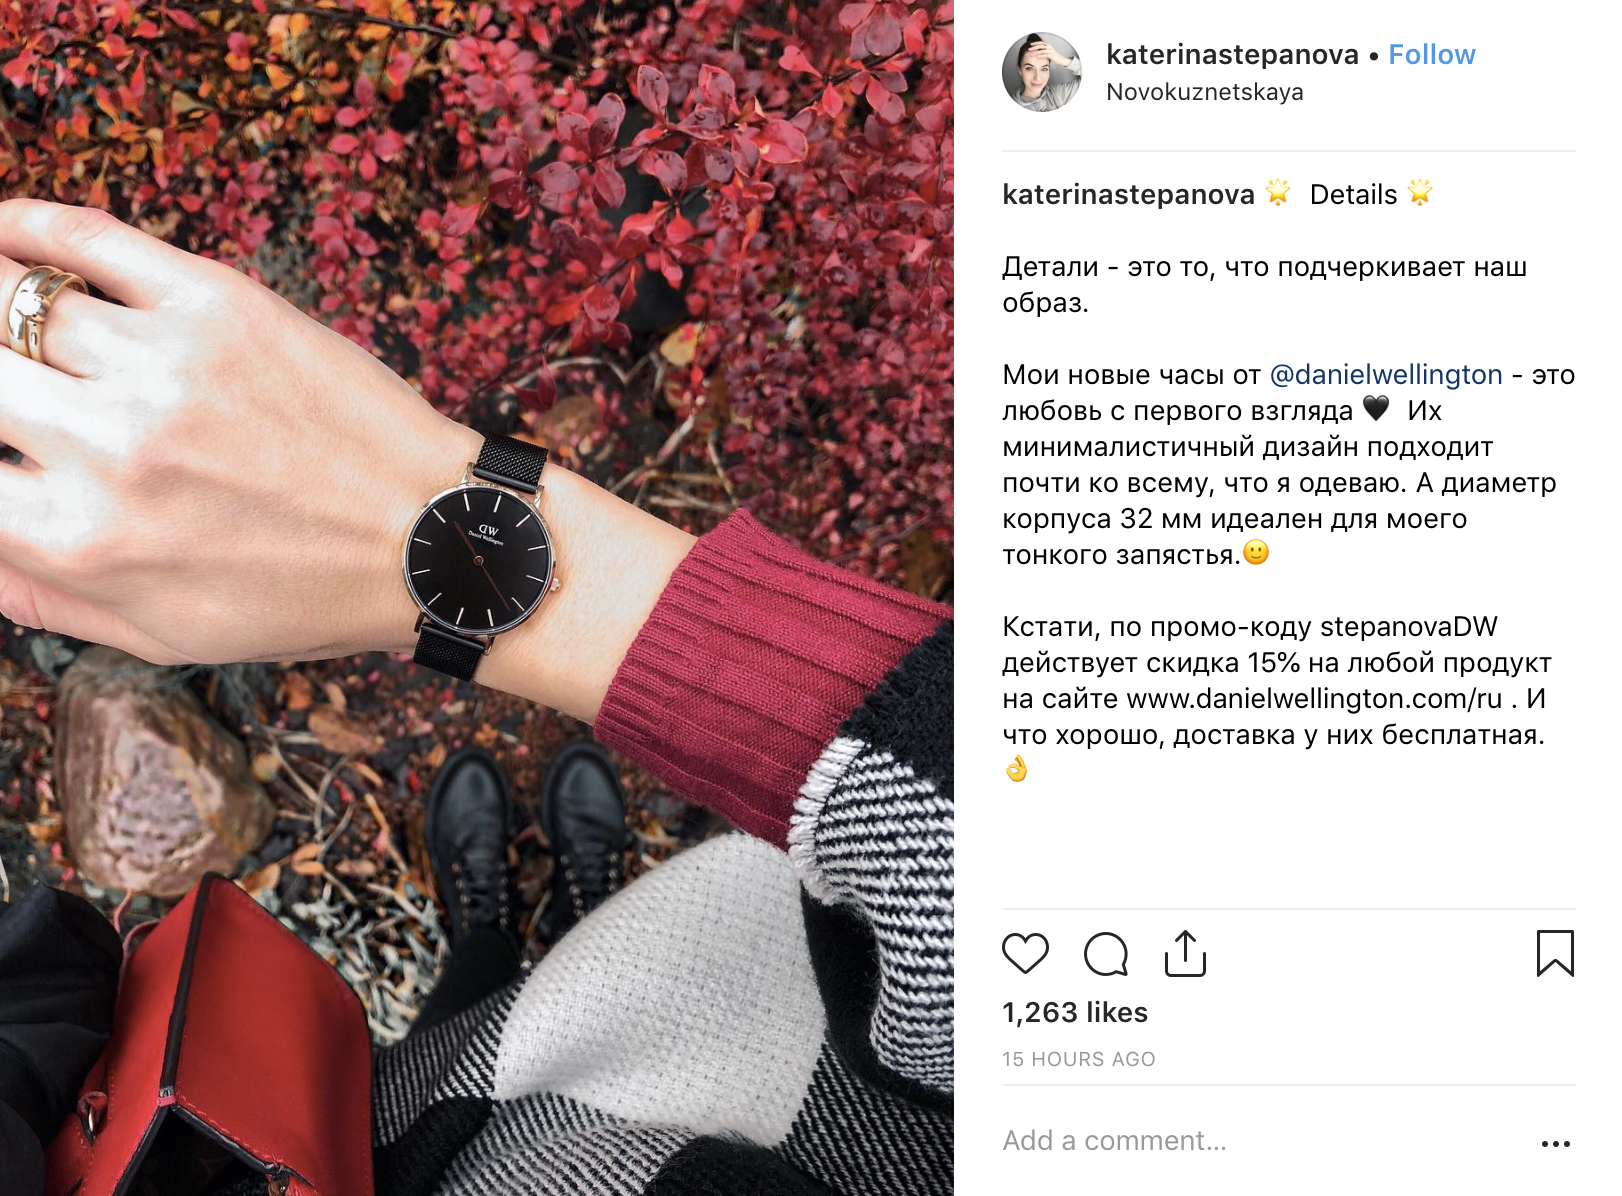 DW
Daniel Wellington
katerinastepanova • Follow
Novokuznetskaya
katerinastepanova 🌟 Details 🌟
Детали - это то, что подчеркивает наш
образ.
Мои новые часы от @danielwellington - это
любовь с первого взгляда 🖤 Их
минималистичный дизайн подходит
почти ко всему, что я одеваю. А диаметр
корпуса 32 мм идеален для моего
тонкого запястья.🙂
Кстати, по промо-коду stepanovaDW
действует скидка 15% на любой продукт
на сайте www.danielwellington.com/ru . И
что хорошо, доставка у них бесплатная.
👌
1,263 likes
15 HOURS AGO
Add a comment...